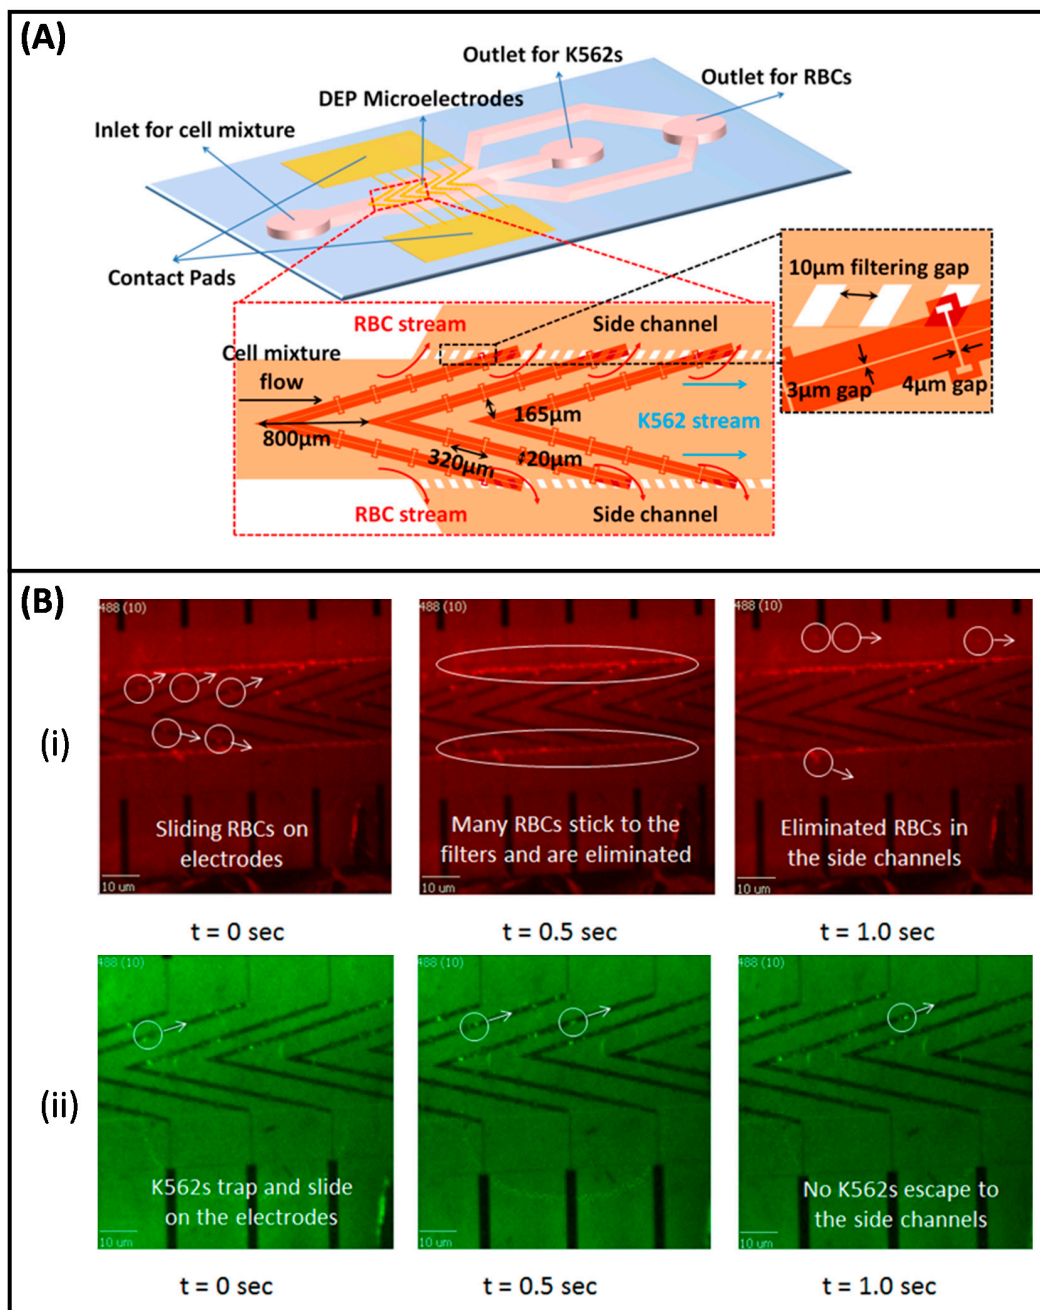 (A)
Outlet for K562s
Outlet for RBCs
DEP Microelectrodes
Inlet for cell mixture
Contact Pads
10μm filtering gap
3μm gap
4μm gap
RBC stream
Side channel
Cell mixture
flow
800μm
165μm
K562 stream
320μm
20μm
RBC stream
Side channel
(B)
(i)
488 (10)
Sliding RBCs on
electrodes
10 um
t = 0 sec
488 (10)
Many RBCs stick to the
filters and are eliminated
10 um
t = 0.5 sec
488 (10)
Eliminated RBCs in
the side channels
10 um
t = 1.0 sec
(ii)
488 (10)
K562s trap and slide
on the electrodes
10 um
t = 0 sec
488 (10)
10 um
t = 0.5 sec
488 (10)
No K562s escape to
the side channels
10 um
t = 1.0 sec